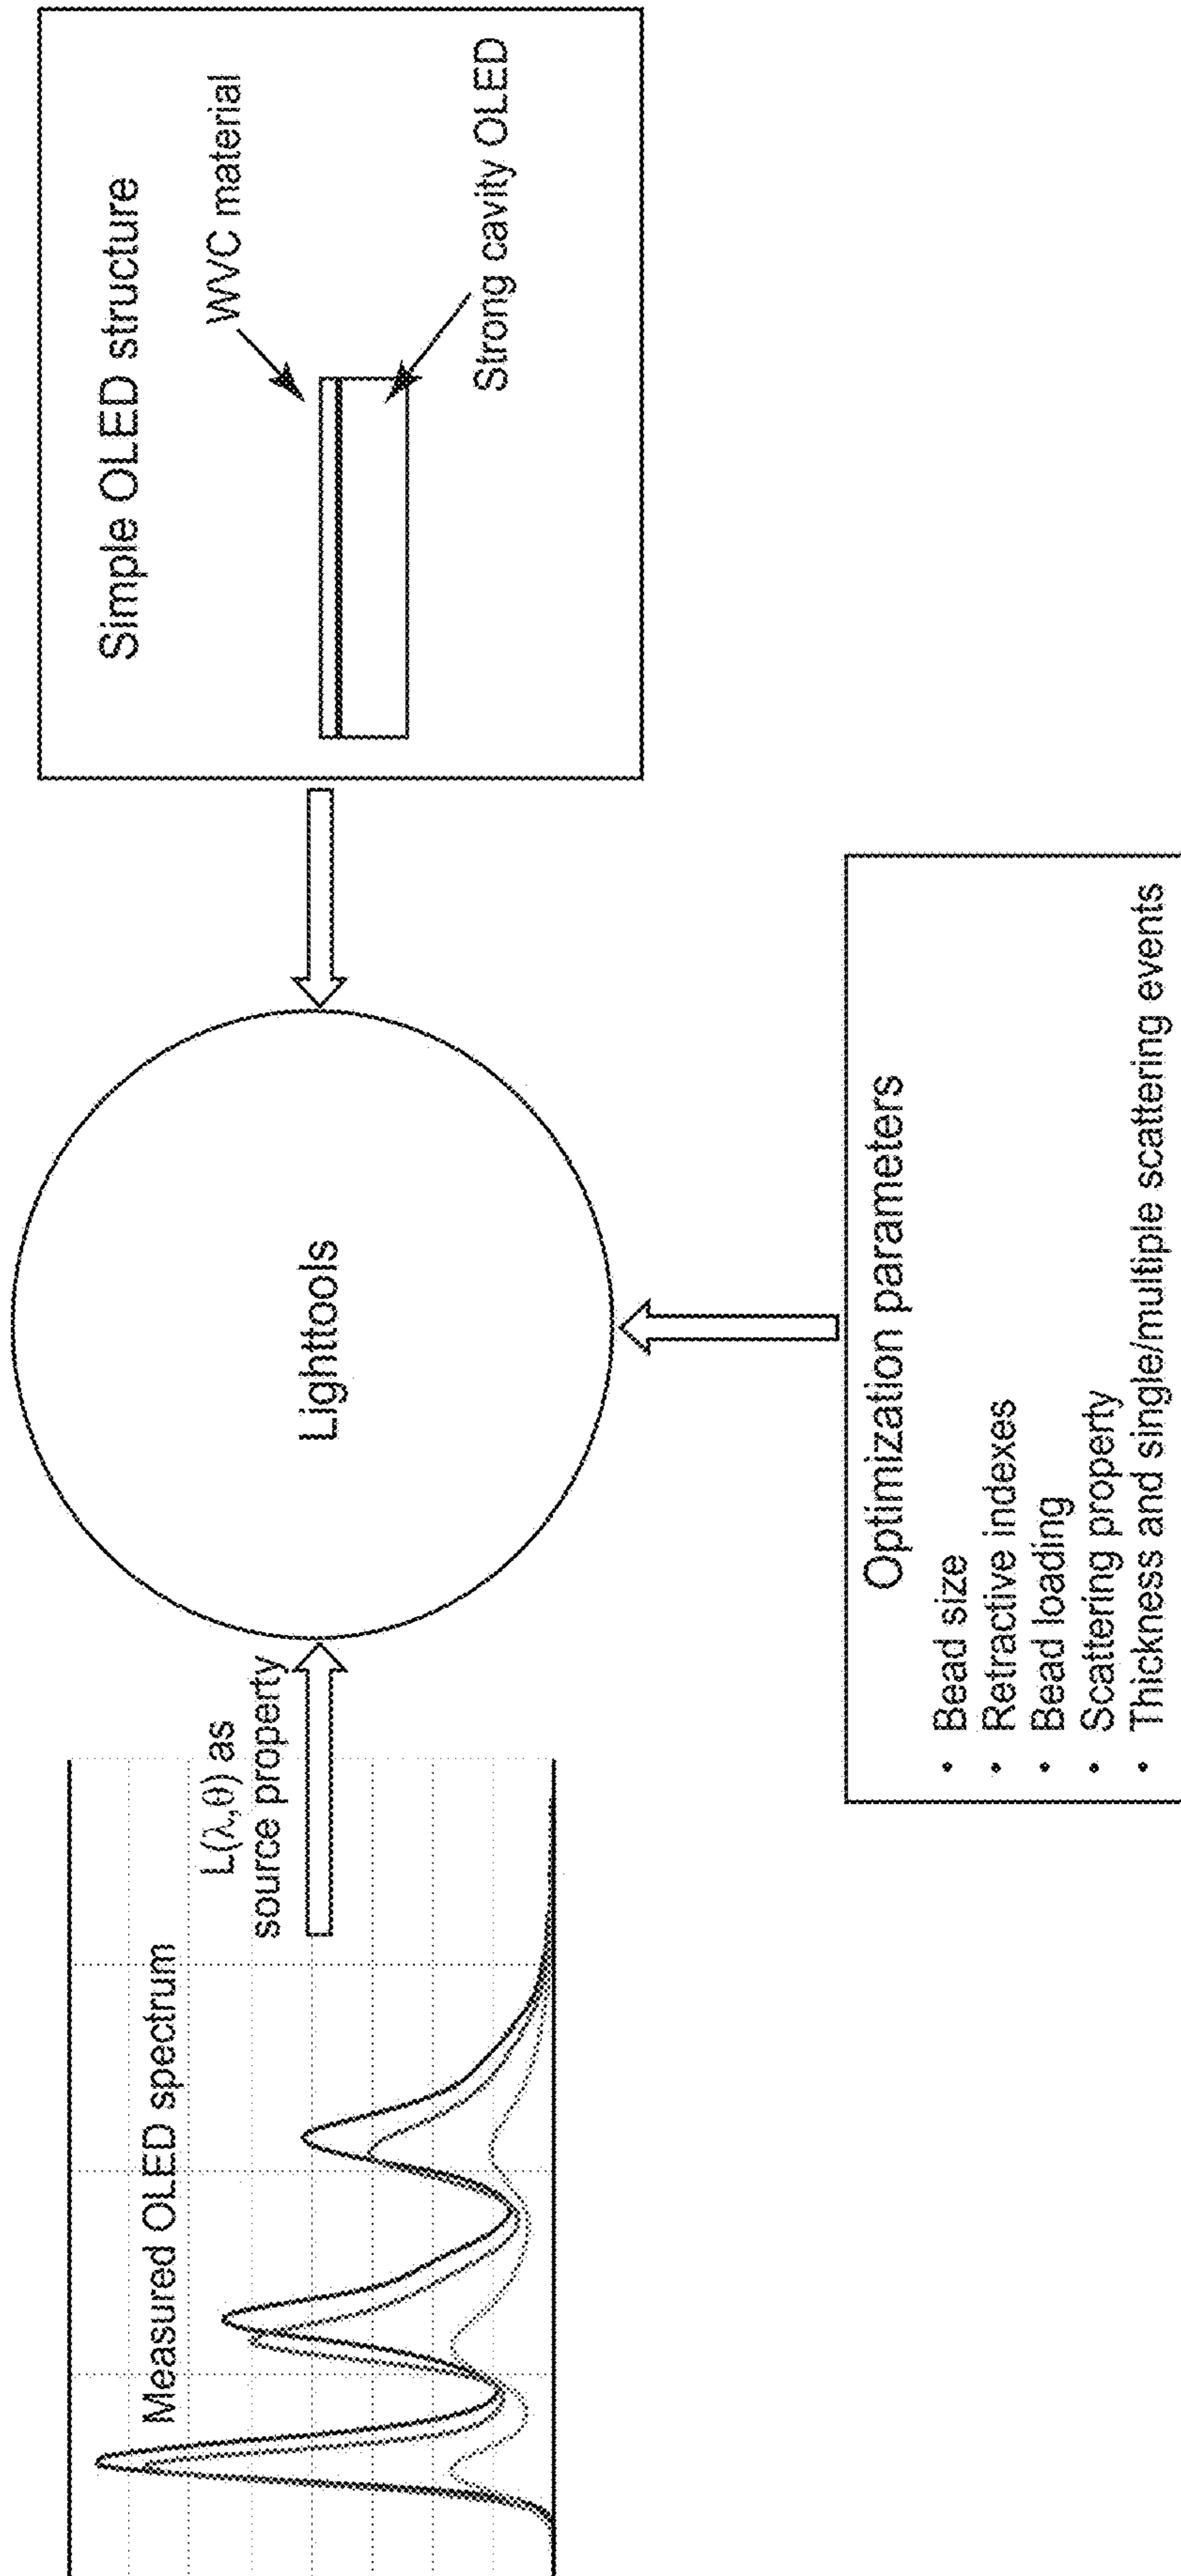 Measured OLED spectrum
L(λ,θ) as
source property
Lighttools
Simple OLED structure
WVC material
Strong cavity OLED
Optimization parameters
• Bead size
• Retractive indexes
• Bead loading
• Scattering property
• Thickness and single/multiple scattering events